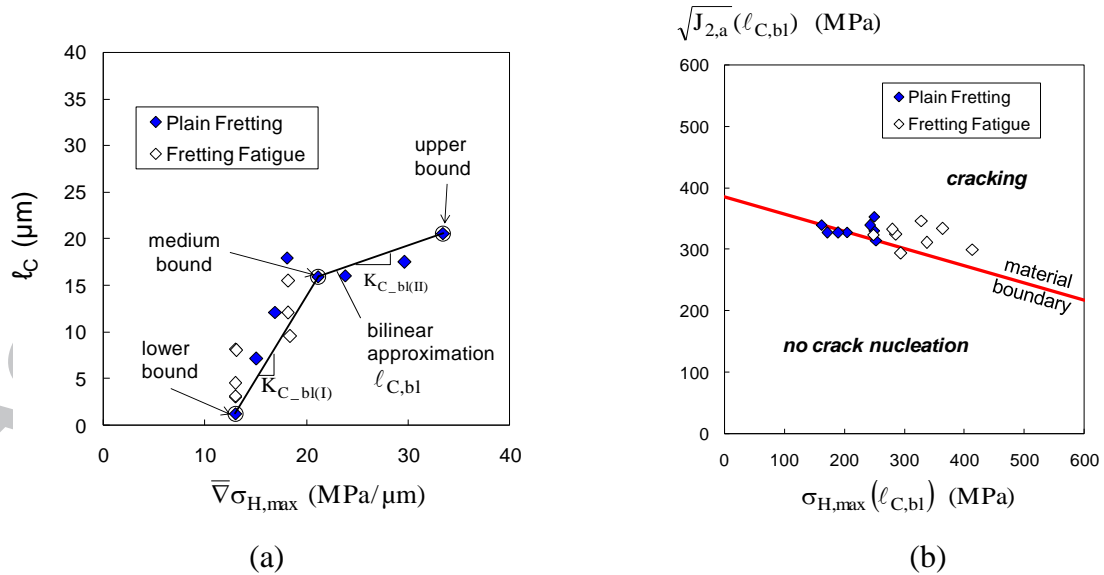 40
35
30
25
20
15
10
5
0
0
10
20
30
40
ℓC (µm)
∇̅σH,max (MPa/µm)
Plain Fretting
Fretting Fatigue
upper
bound
medium
bound
KC_bl(II)
bilinear
approximation
ℓC,bl
lower
bound
KC_bl(I)
(a)
√J2,a(ℓC,bl) (MPa)
600
500
400
300
200
100
0
0
100
200
300
400
500
600
Plain Fretting
Fretting Fatigue
cracking
material
boundary
no crack nucleation
σH,max(ℓC,bl) (MPa)
(b)